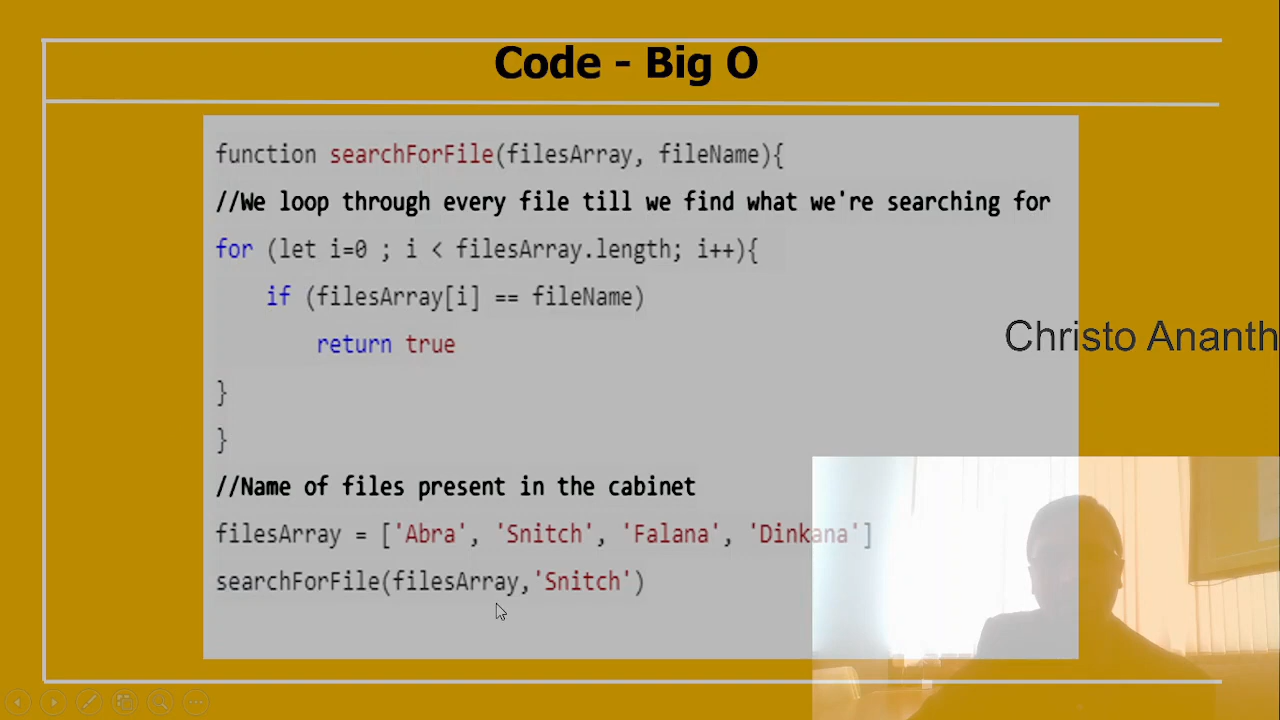 Code - Big O
function searchForFile(filesArray, fileName){
//We loop through every file till we find what we're searching for
for (let i=0 ; i < filesArray.length; i++){
if (filesArray[i] == fileName)
return true
}
}
//Name of files present in the cabinet
filesArray = ['Abra', 'Snitch', 'Falana', 'Dinkana']
searchForFile(filesArray,'Snitch')
Christo Ananth